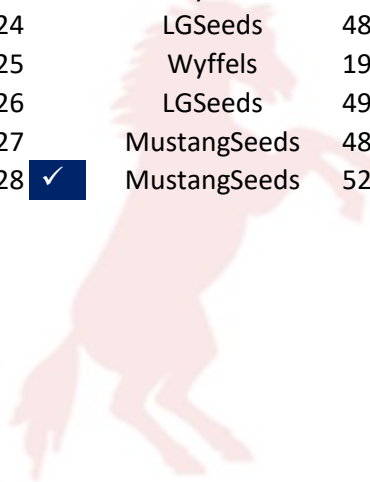 24 LGSeeds 48
25 Wyffels 19
26 LGSeeds 49
27 MustangSeeds 48
28 ✓ MustangSeeds 52